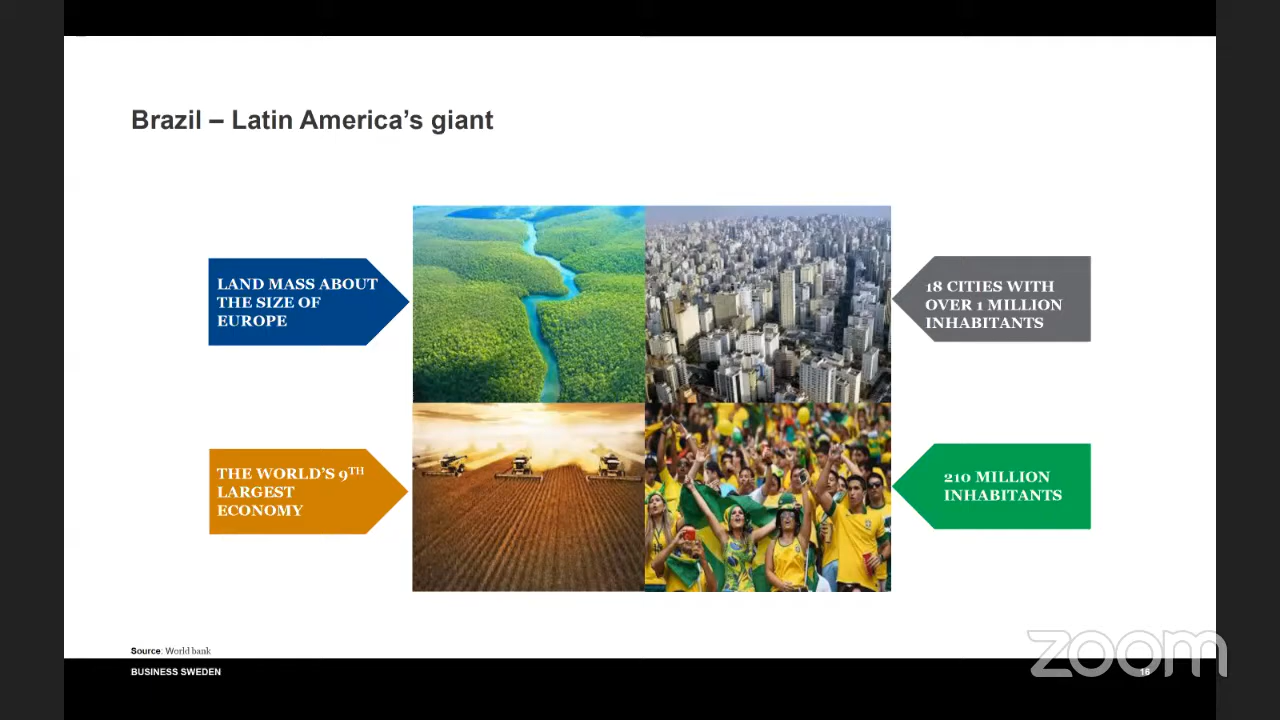 Brazil – Latin America's giant
LAND MASS ABOUT
THE SIZE OF
EUROPE
18 CITIES WITH
OVER 1 MILLION
INHABITANTS
THE WORLD'S 9TH
LARGEST
ECONOMY
210 MILLION
INHABITANTS
Source: World bank
BUSINESS SWEDEN
16
zoom